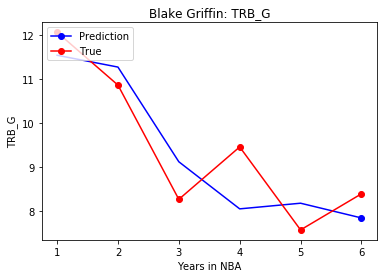 Blake Griffin: TRB_G
12
11
10
9
8
TRB_G
Prediction
True
1 2 3 4 5 6
Years in NBA